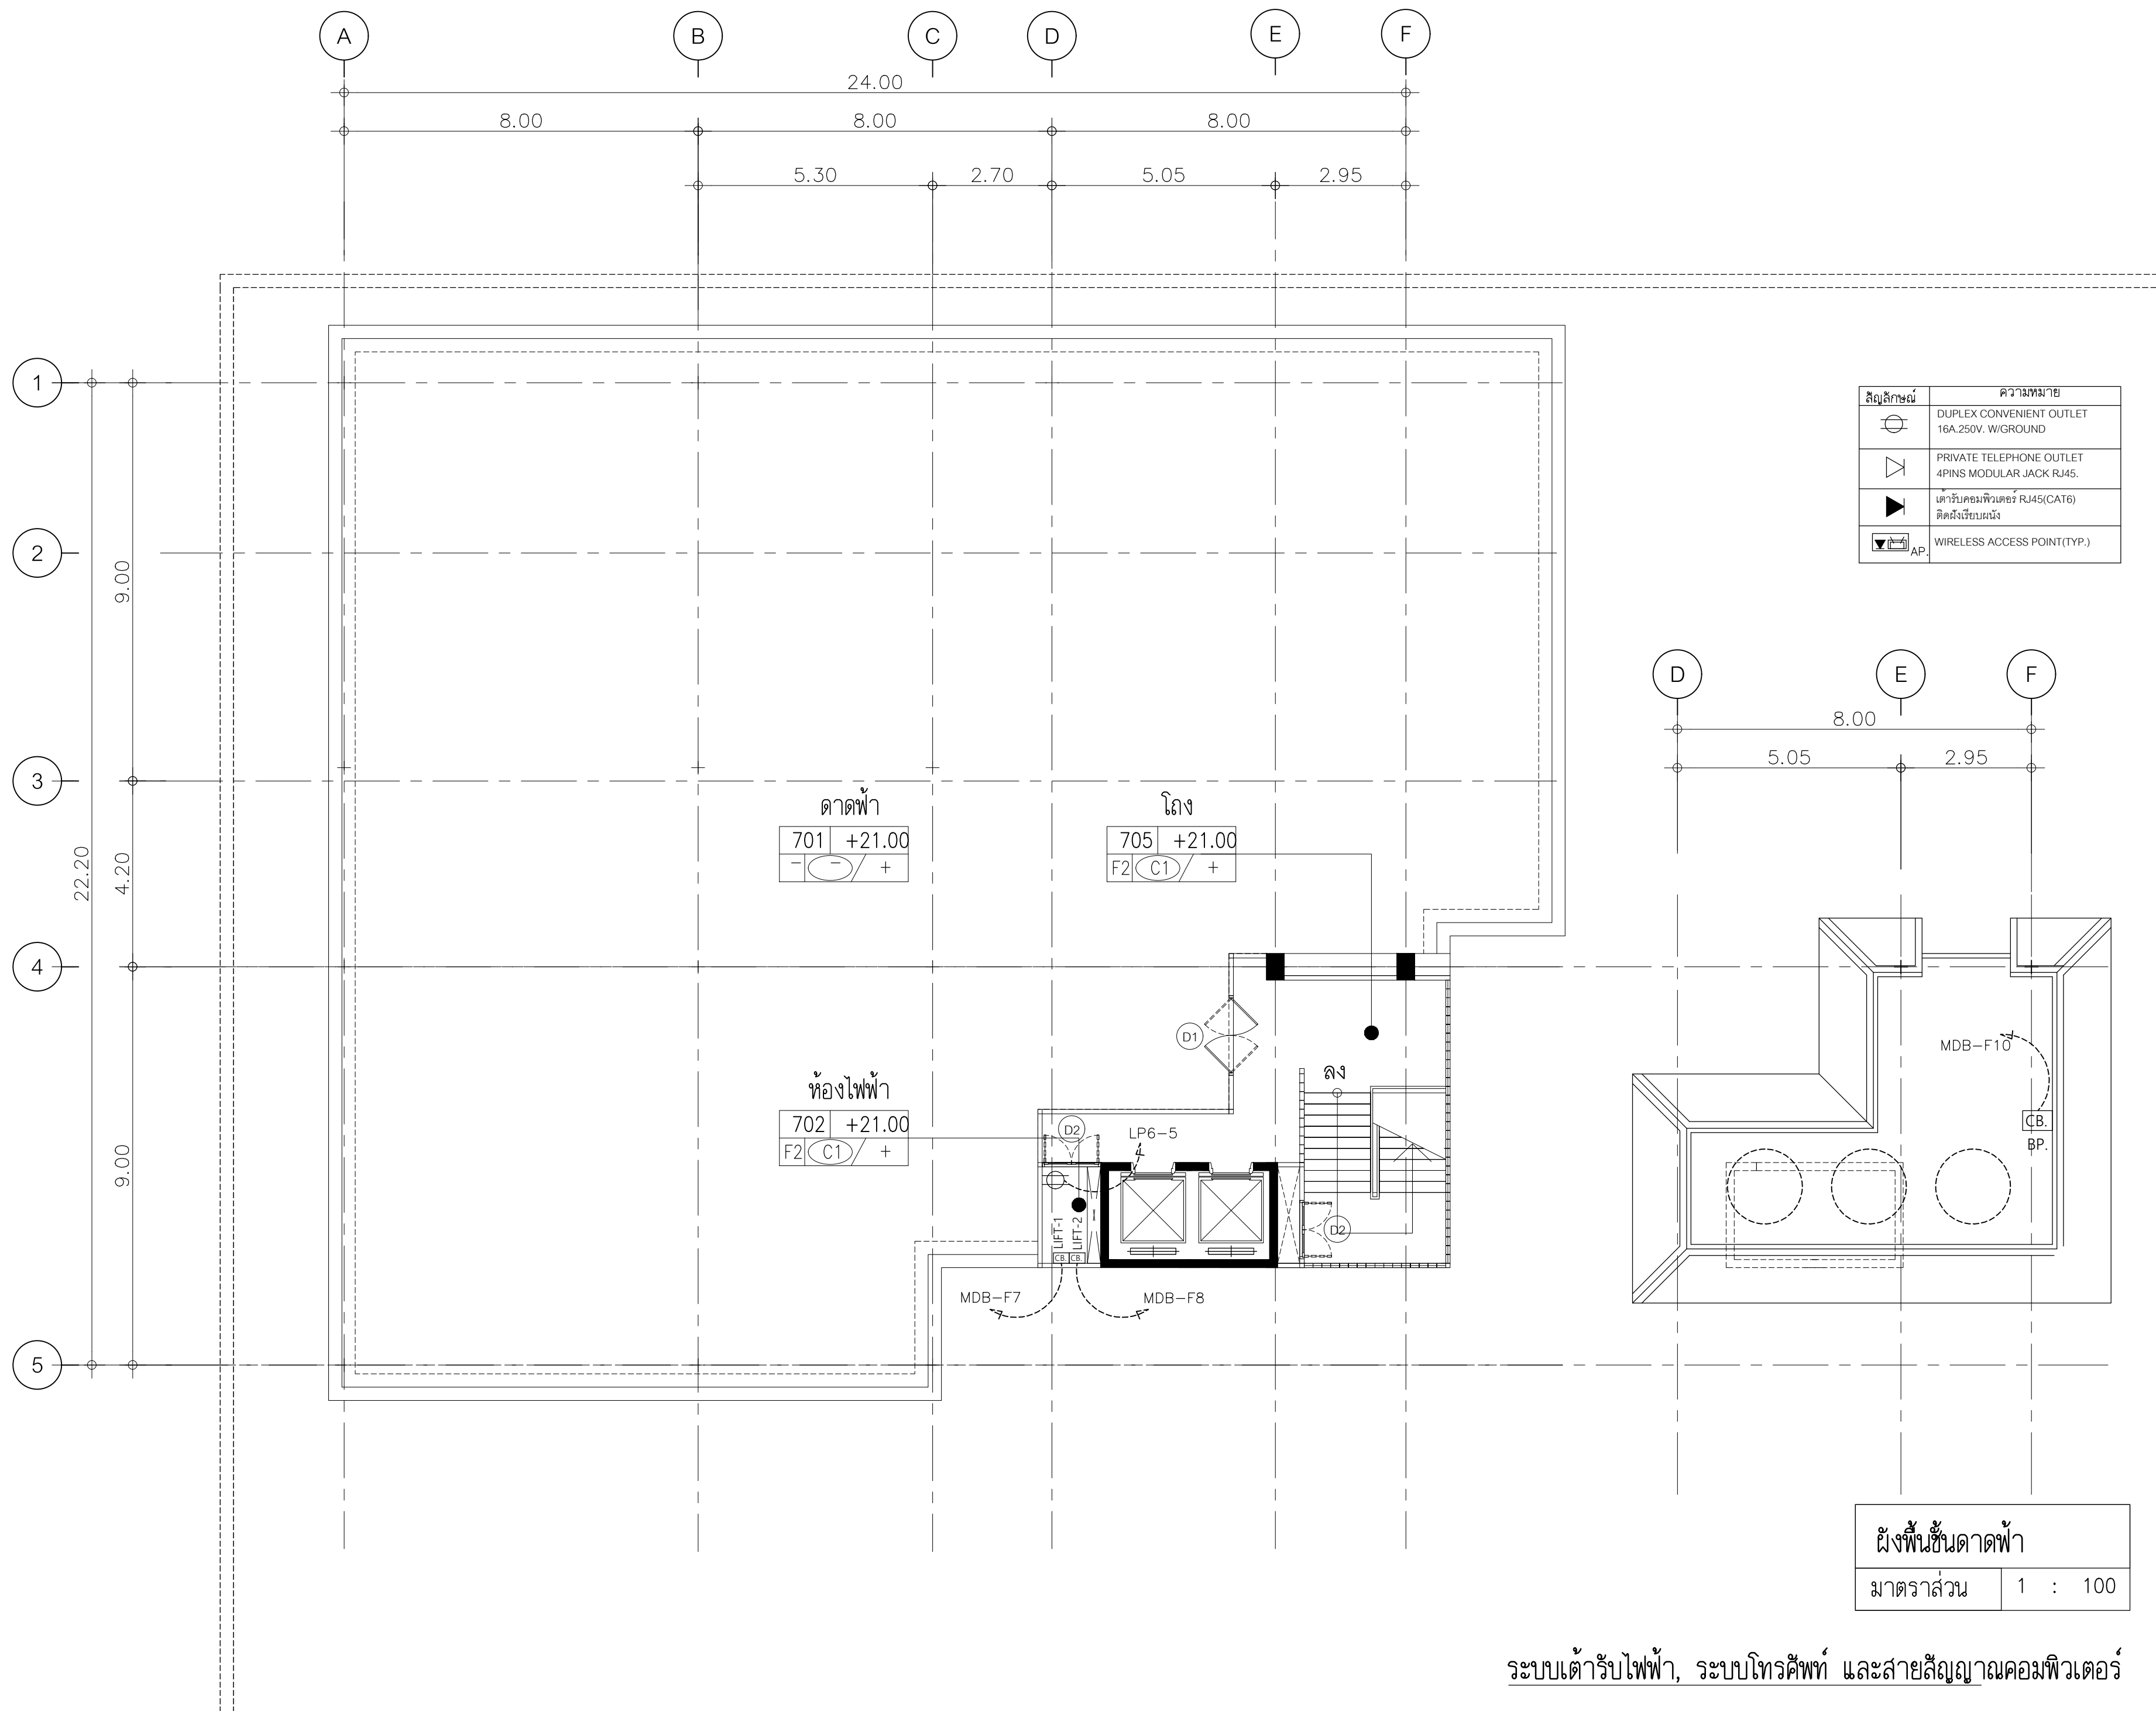 A B C D E F
24.00
8.00 8.00 8.00
5.30 2.70 5.05 2.95
1
2
3
4
5
9.00
4.20
22.20
9.00
สัญลักษณ์ ความหมาย
DUPLEX CONVENIENT OUTLET
16A.250V. W/GROUND
PRIVATE TELEPHONE OUTLET
4PINS MODULAR JACK RJ45.
เต้ารับคอมพิวเตอร์ RJ45(CAT6)
ติดฝังเรียบผนัง
AP. WIRELESS ACCESS POINT(TYP.)
D E F
8.00
5.05 2.95
ดาดฟ้า
701 +21.00
- - / +
โถง
705 +21.00
F2 C1 / +
D1
ลง
ห้องไฟฟ้า
702 +21.00
F2 C1 / +
D2
LP6-5
LIFT-1
LIFT-2
CB. CB.
D2
MDB-F7
MDB-F8
MDB-F10
CB.
BP.
ผังพื้นชั้นดาดฟ้า
มาตราส่วน 1 : 100
ระบบเต้ารับไฟฟ้า, ระบบโทรศัพท์ และสายสัญญาณคอมพิวเตอร์